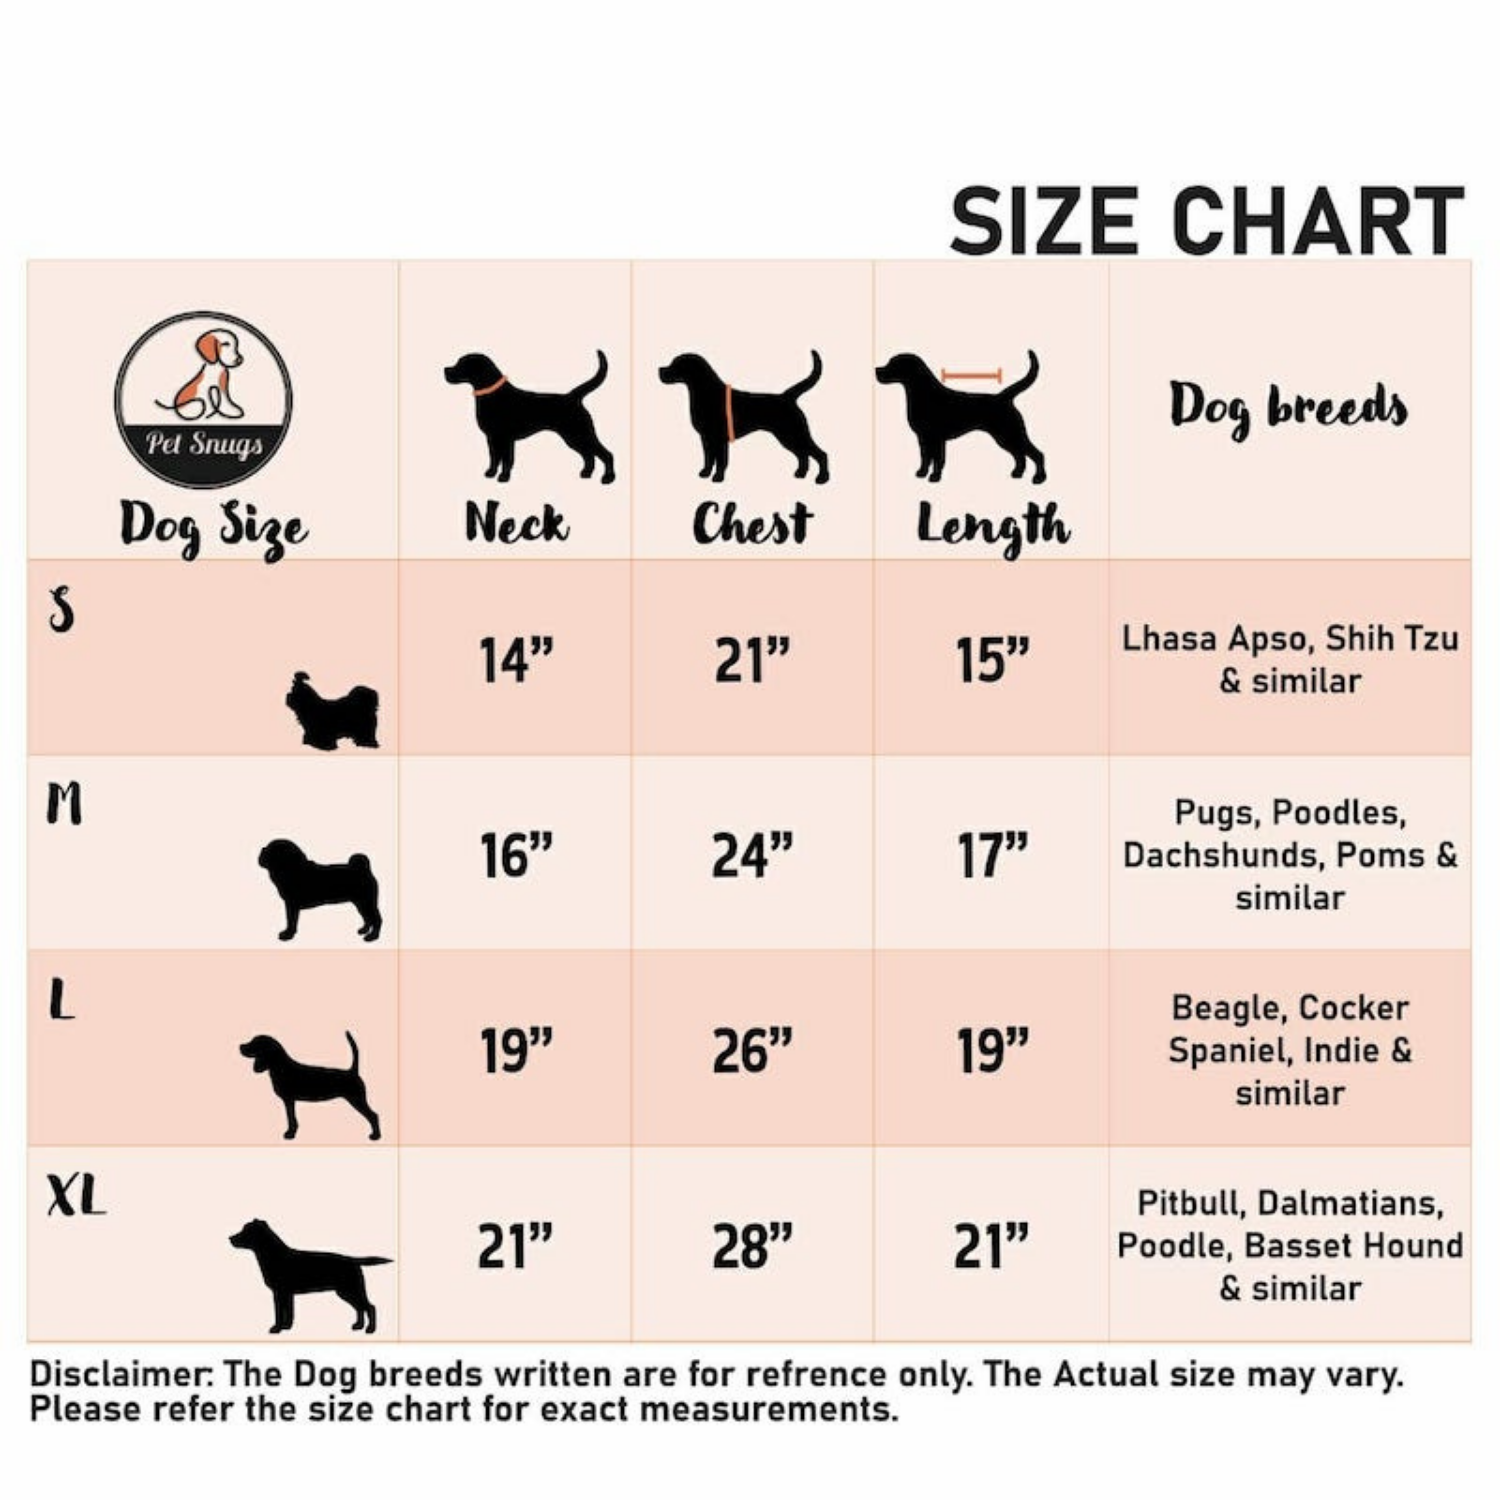 SIZE CHART
Pet Snugs
Dog Size
Neck
Chest
Length
Dog breeds
S
14”
21”
15”
Lhasa Apso, Shih Tzu
& similar
M
16”
24”
17”
Pugs, Poodles,
Dachshunds, Poms &
similar
L
19”
26”
19”
Beagle, Cocker
Spaniel, Indie &
similar
XL
21”
28”
21”
Pitbull, Dalmatians,
Poodle, Basset Hound
& similar
Disclaimer: The Dog breeds written are for refrence only. The Actual size may vary.
Please refer the size chart for exact measurements.